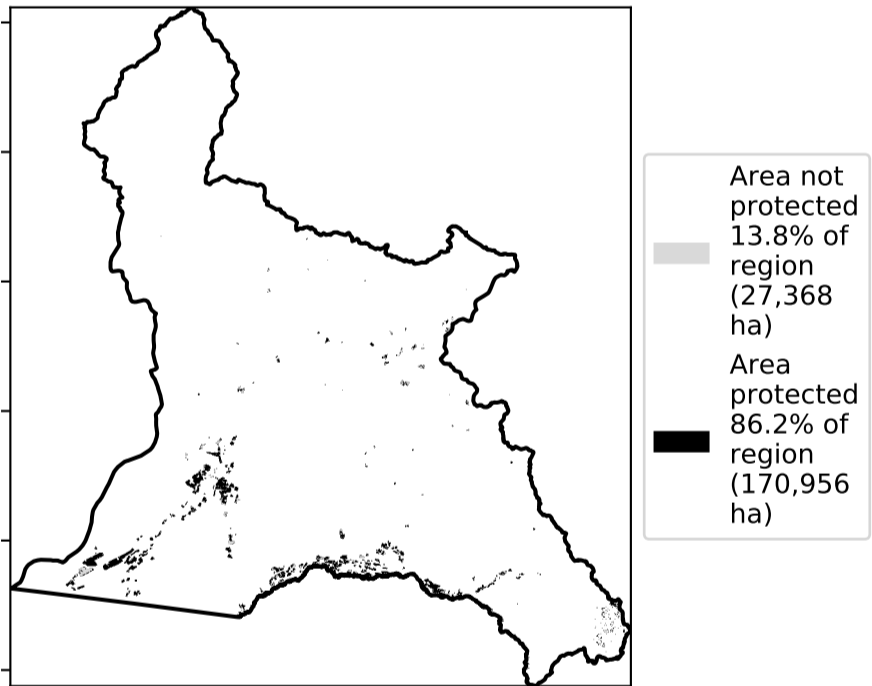 Area not
protected
13.8% of
region
(27,368
ha)
Area
protected
86.2% of
region
(170,956
ha)